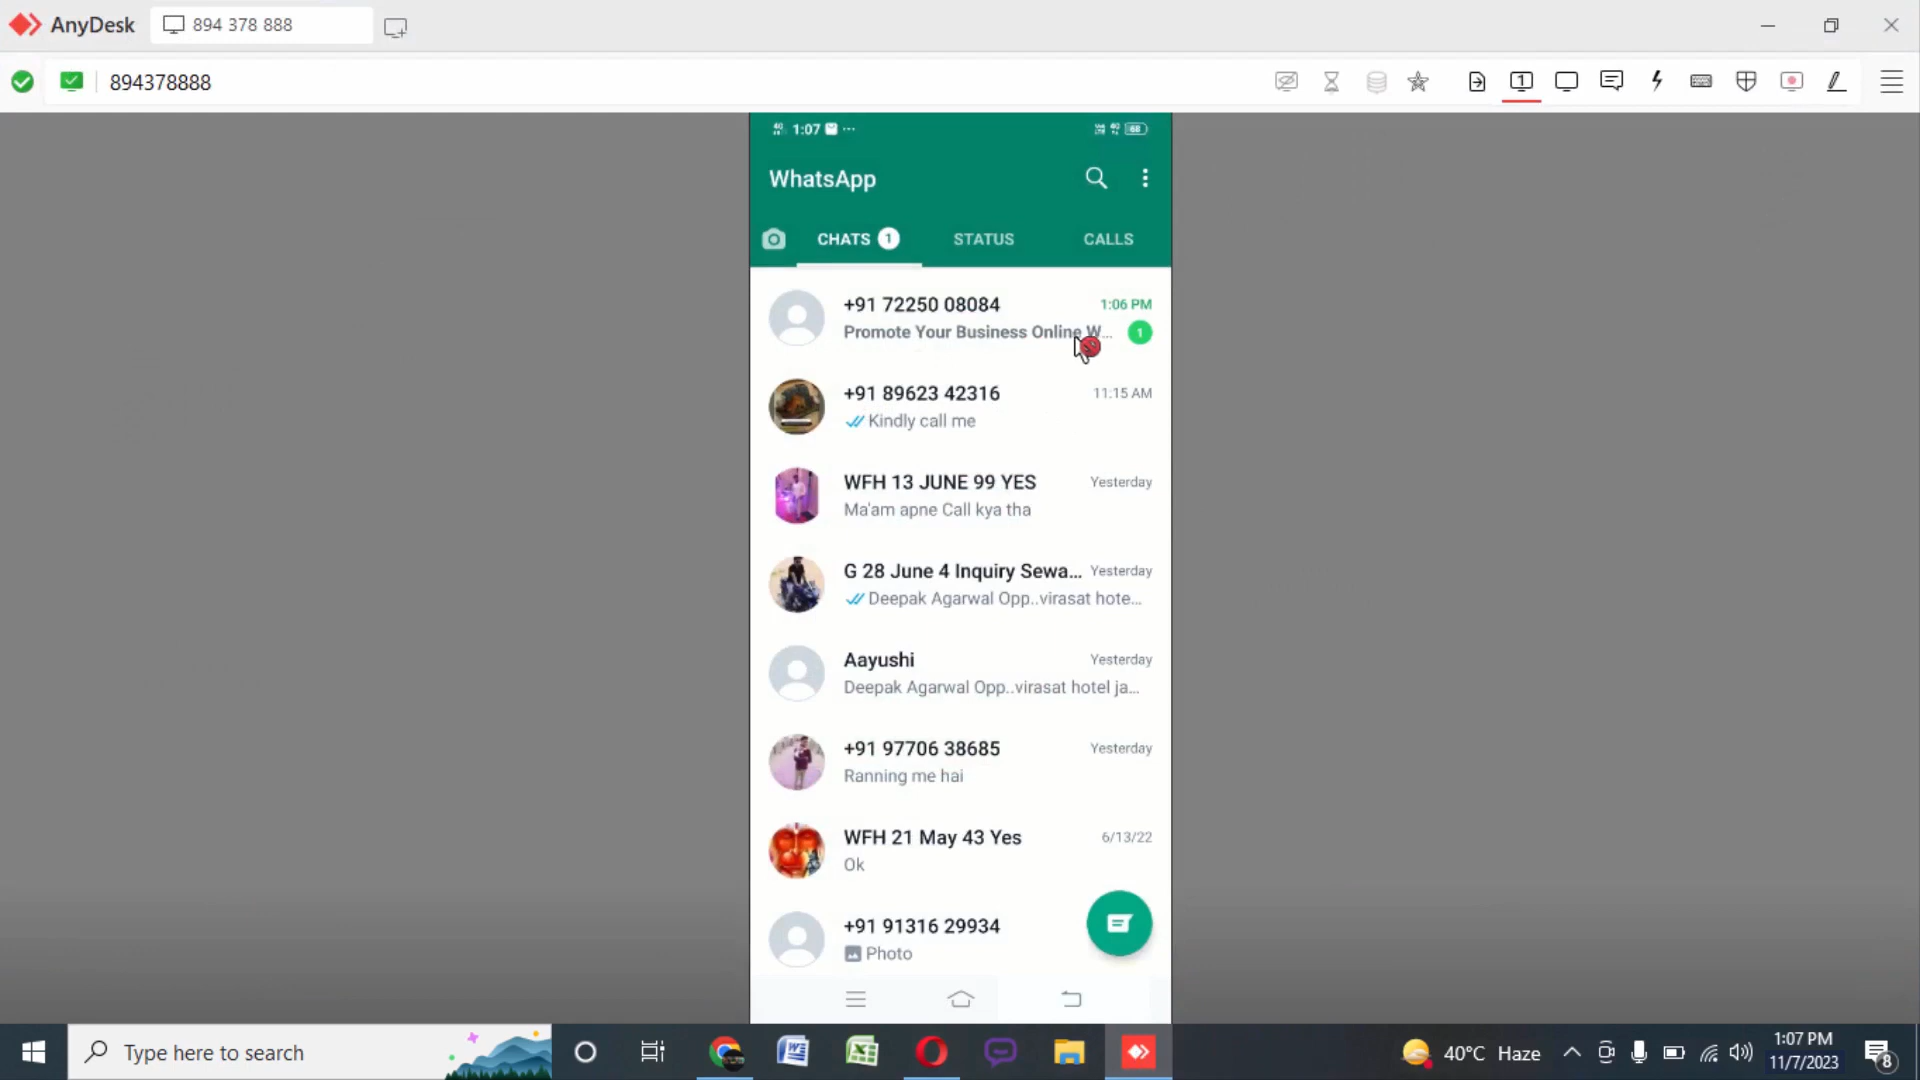 AnyDesk
894 378 888
894378888
1
4G 1:07 ...
4G 68
WhatsApp
CHATS 1
STATUS
CALLS
+91 72250 08084
1:06 PM
Promote Your Business Online W...
1
+91 89623 42316
11:15 AM
Kindly call me
WFH 13 JUNE 99 YES
Yesterday
Ma'am apne Call kya tha
G 28 June 4 Inquiry Sewa...
Yesterday
Deepak Agarwal Opp..virasat hote...
Aayushi
Yesterday
Deepak Agarwal Opp..virasat hotel ja...
+91 97706 38685
Yesterday
Ranning me hai
WFH 21 May 43 Yes
6/13/22
Ok
+91 91316 29934
Photo
Type here to search
40°C Haze
1:07 PM
11/7/2023
8